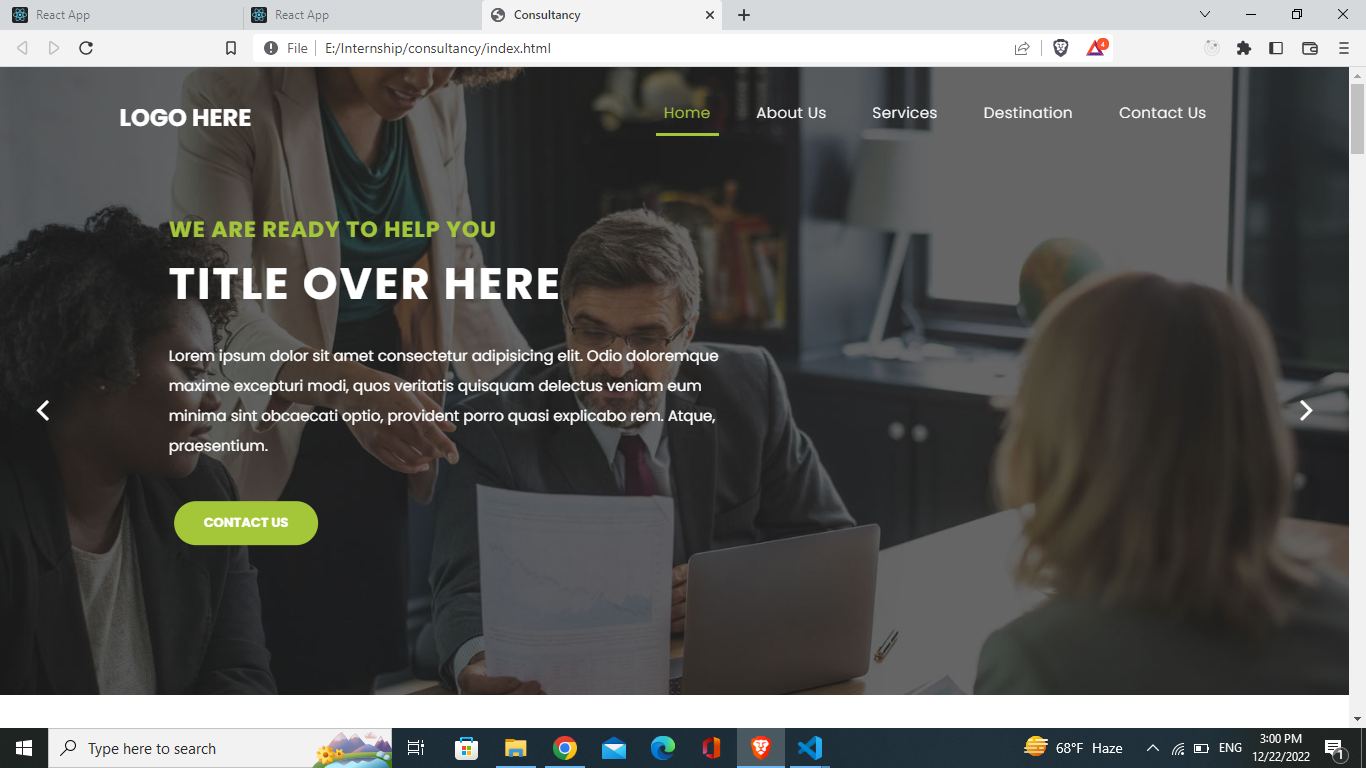 React App
React App
Consultancy
File
E:/Internship/consultancy/index.html
4
LOGO HERE
Home
About Us
Services
Destination
Contact Us
WE ARE READY TO HELP YOU
TITLE OVER HERE
Lorem ipsum dolor sit amet consectetur adipisicing elit. Odio doloremque
maxime excepturi modi, quos veritatis quisquam delectus veniam eum
minima sint obcaecati optio, provident porro quasi explicabo rem. Atque,
praesentium.
CONTACT US
Type here to search
68°F Haze
ENG
3:00 PM
12/22/2022
1